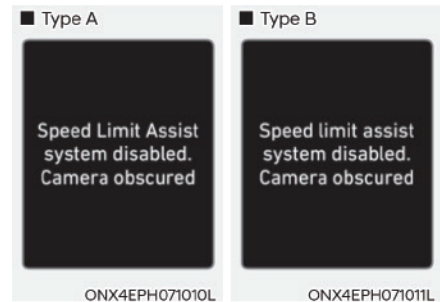 ■ Type A
Speed Limit Assist
system disabled.
Camera obscured
ONX4EPH071010L
■ Type B
Speed limit assist
system disabled.
Camera obscured
ONX4EPH071011L